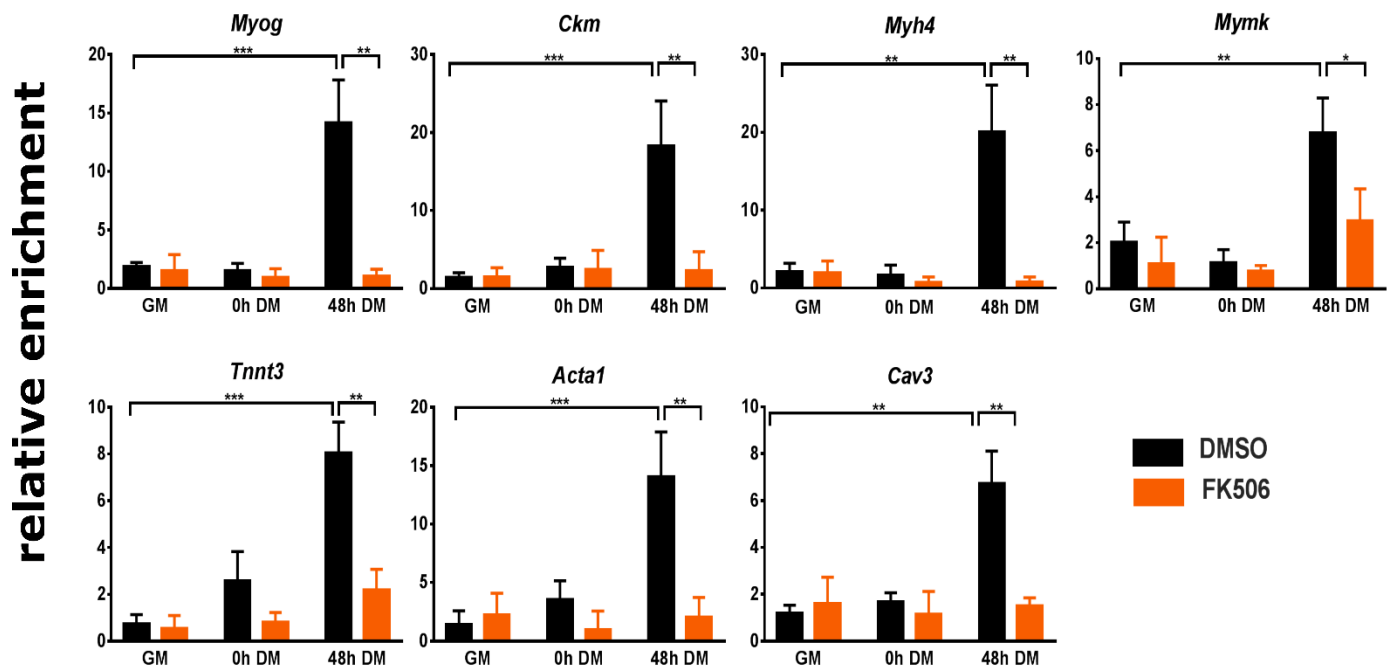 relative enrichment
Myog
20
15
10
5
0
***
**
GM
0h DM
48h DM
Ckm
30
20
10
0
***
**
GM
0h DM
48h DM
Myh4
30
20
10
0
**
**
GM
0h DM
48h DM
Mymk
10
8
6
4
2
0
**
*
GM
0h DM
48h DM
Tnnt3
10
8
6
4
2
0
***
**
GM
0h DM
48h DM
Acta1
20
15
10
5
0
***
**
GM
0h DM
48h DM
Cav3
10
8
6
4
2
0
**
**
GM
0h DM
48h DM
DMSO
FK506